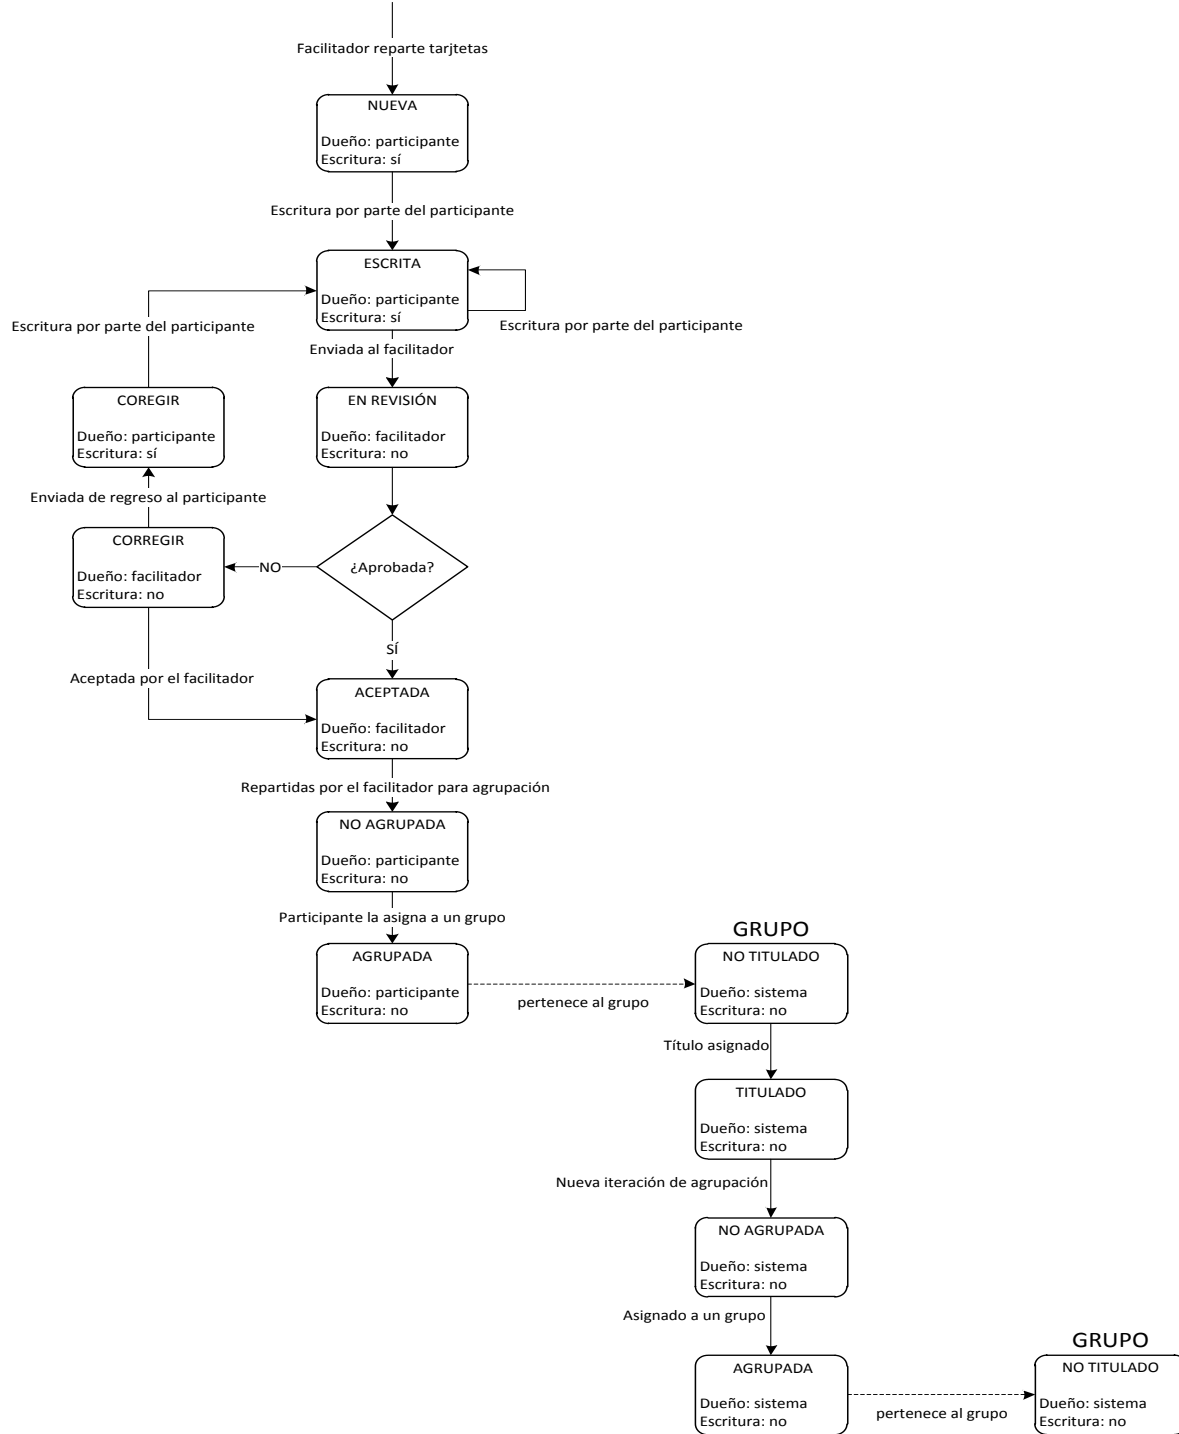 Facilitador reparte tarjtetas
NUEVA
Dueño: participante
Escritura: sí
Escritura por parte del participante
ESCRITA
Dueño: participante
Escritura: sí
Escritura por parte del participante
Escritura por parte del participante
Enviada al facilitador
COREGIR
Dueño: participante
Escritura: sí
EN REVISIÓN
Dueño: facilitador
Escritura: no
Enviada de regreso al participante
CORREGIR
Dueño: facilitador
Escritura: no
NO
¿Aprobada?
SÍ
Aceptada por el facilitador
ACEPTADA
Dueño: facilitador
Escritura: no
Repartidas por el facilitador para agrupación
NO AGRUPADA
Dueño: participante
Escritura: no
Participante la asigna a un grupo
AGRUPADA
Dueño: participante
Escritura: no
pertenece al grupo
GRUPO
NO TITULADO
Dueño: sistema
Escritura: no
Título asignado
TITULADO
Dueño: sistema
Escritura: no
Nueva iteración de agrupación
NO AGRUPADA
Dueño: sistema
Escritura: no
Asignado a un grupo
AGRUPADA
Dueño: sistema
Escritura: no
pertenece al grupo
GRUPO
NO TITULADO
Dueño: sistema
Escritura: no